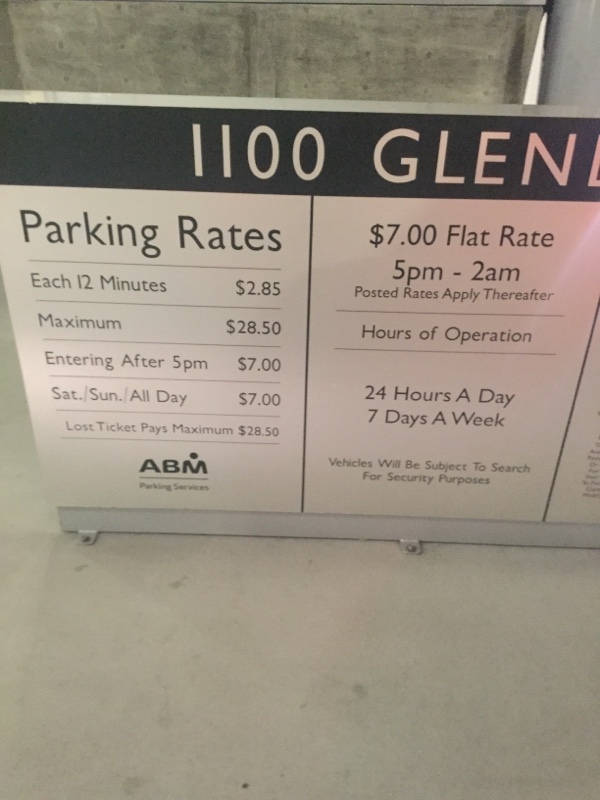 1100 GLEN
Parking Rates
Each 12 Minutes $2.85
Maximum $28.50
Entering After 5pm $7.00
Sat./Sun./All Day $7.00
Lost Ticket Pays Maximum $28.50
ABM
Parking Services
$7.00 Flat Rate
5pm - 2am
Posted Rates Apply Thereafter
Hours of Operation
24 Hours A Day
7 Days A Week
Vehicles Will Be Subject To Search
For Security Purposes